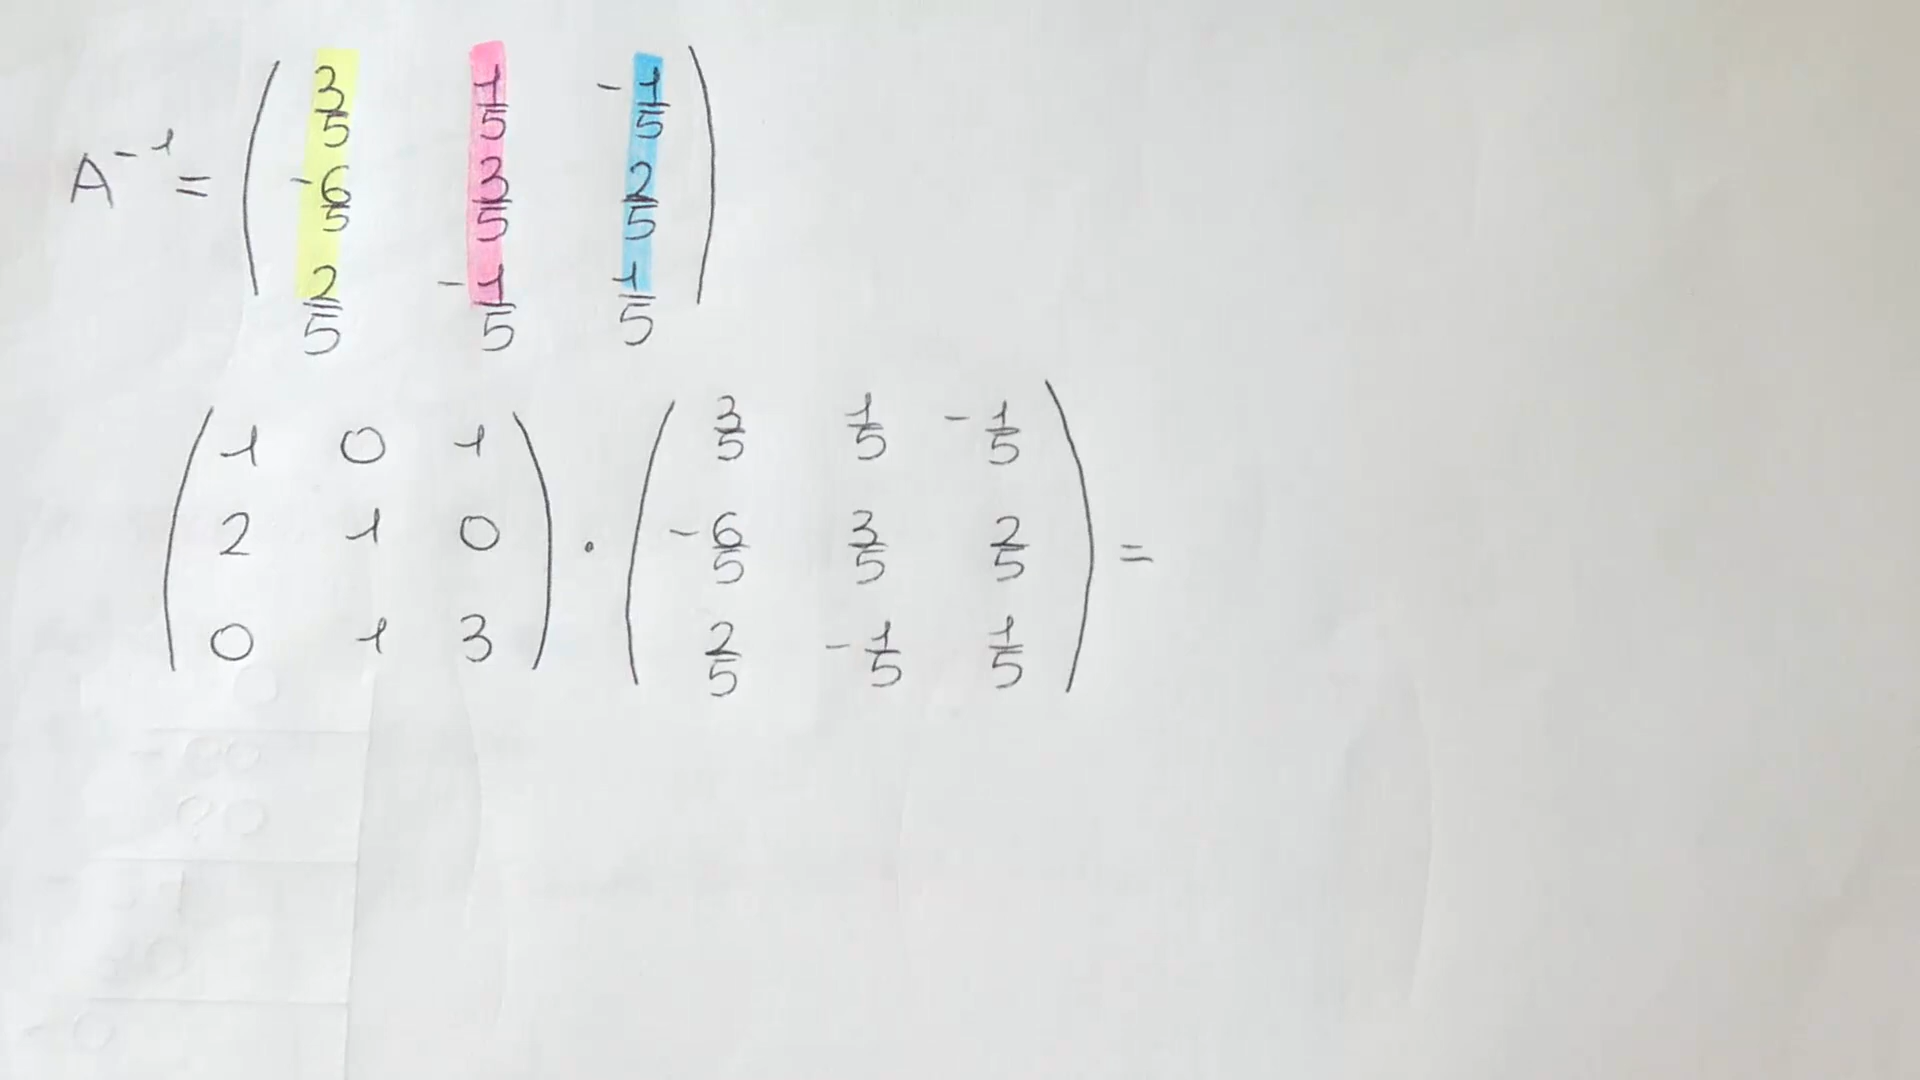 A⁻¹ = ( 3/5 1/5 -1/5
-6/5 3/5 2/5
2/5 -1/5 1/5 )
( 1 0 1
2 1 0
0 1 3 ) · ( 3/5 1/5 -1/5
-6/5 3/5 2/5
2/5 -1/5 1/5 ) =